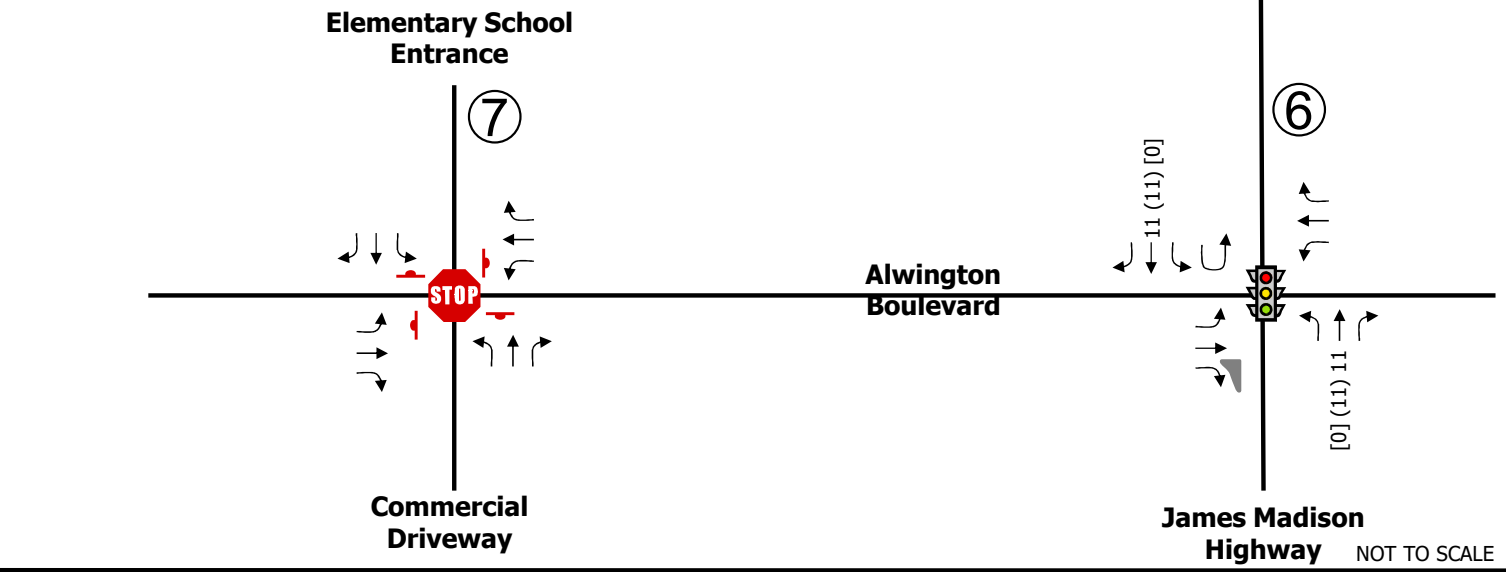 Elementary School
Entrance
7
6
11 (11) [0]
STOP
Alwington
Boulevard
[0] (11) 11
Commercial
Driveway
James Madison
Highway
NOT TO SCALE